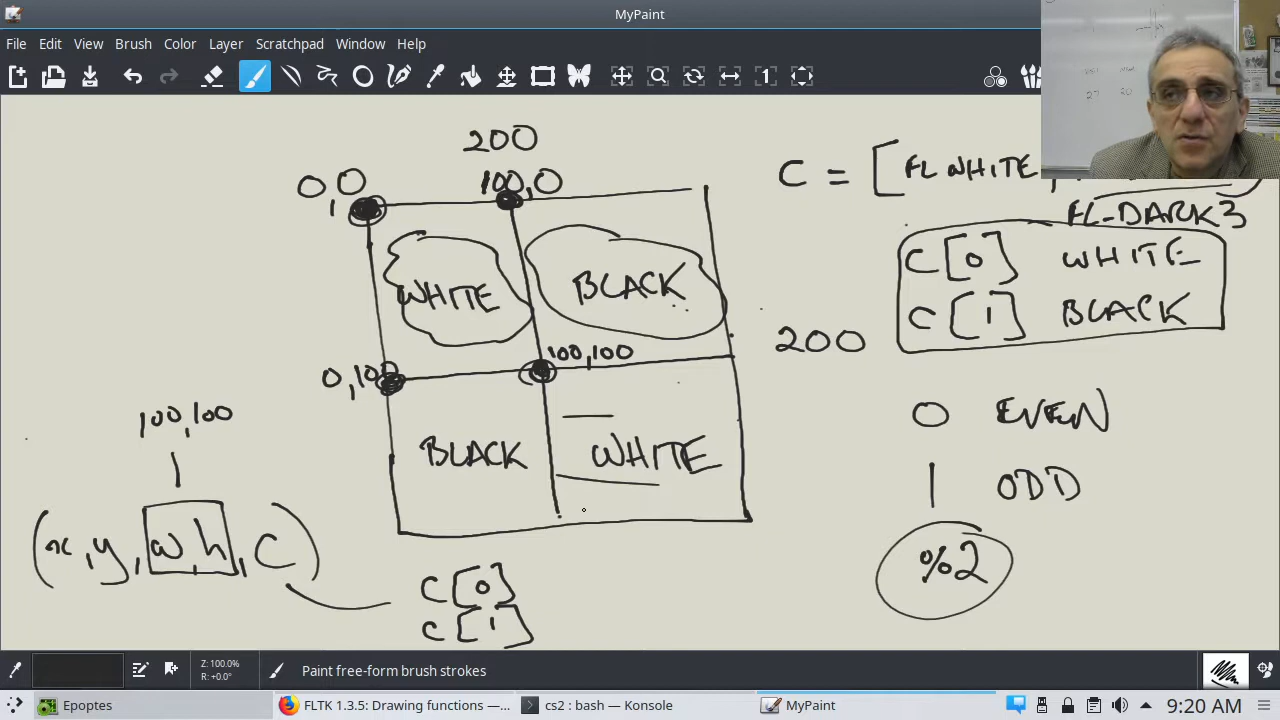 MyPaint
File Edit View Brush Color Layer Scratchpad Window Help
200
0,0
100,0
C = [FL WHITE,
FL-DARK3
WHITE
BLACK
C[0] WHITE
C[1] BLACK
0,100
100,100
200
100,100
BLACK
WHITE
0 EVEN
1 ODD
%2
(x,y,w,h,C)
C[0]
C[1]
Z: 100.0%
R: +0.0°
Paint free-form brush strokes
Epoptes
FLTK 1.3.5: Drawing functions —...
cs2 : bash — Konsole
MyPaint
9:20 AM